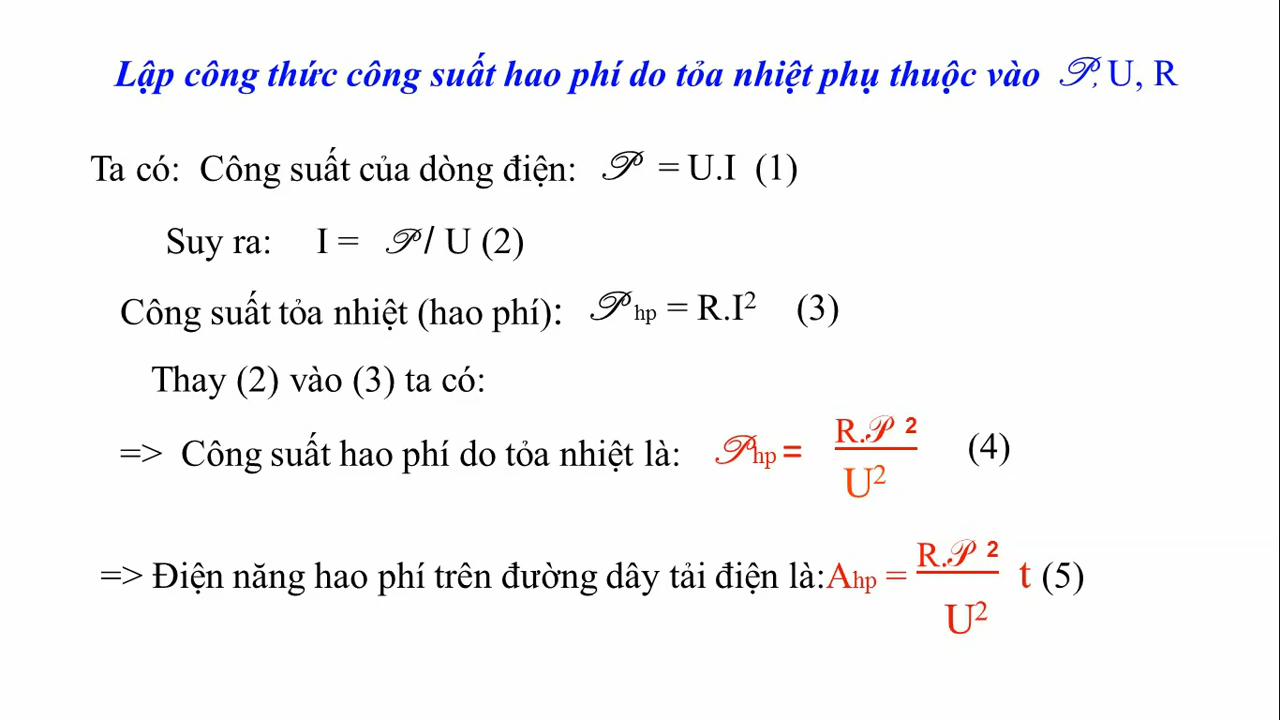 Lập công thức công suất hao phí do tỏa nhiệt phụ thuộc vào 𝒫, U, R
Ta có: Công suất của dòng điện: 𝒫 = U.I (1)
Suy ra: I = 𝒫 / U (2)
Công suất tỏa nhiệt (hao phí): 𝒫hp = R.I² (3)
Thay (2) vào (3) ta có:
=> Công suất hao phí do tỏa nhiệt là: 𝒫hp = R.𝒫² / U² (4)
=> Điện năng hao phí trên đường dây tải điện là:Ahp = R.𝒫² / U² t (5)